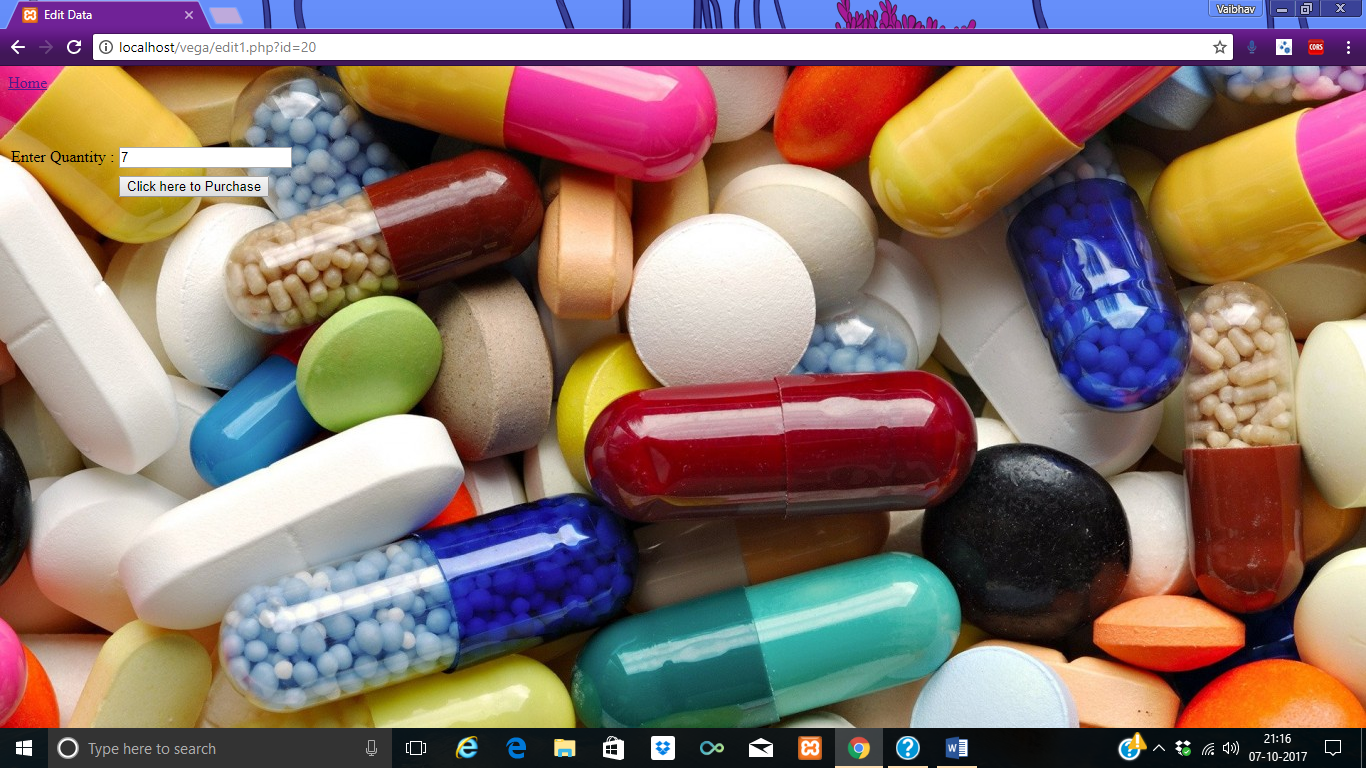 Edit Data
Vaibhav
localhost/vega/edit1.php?id=20
CORS
Home
Enter Quantity : 7
Click here to Purchase
Type here to search
21:16
07-10-2017